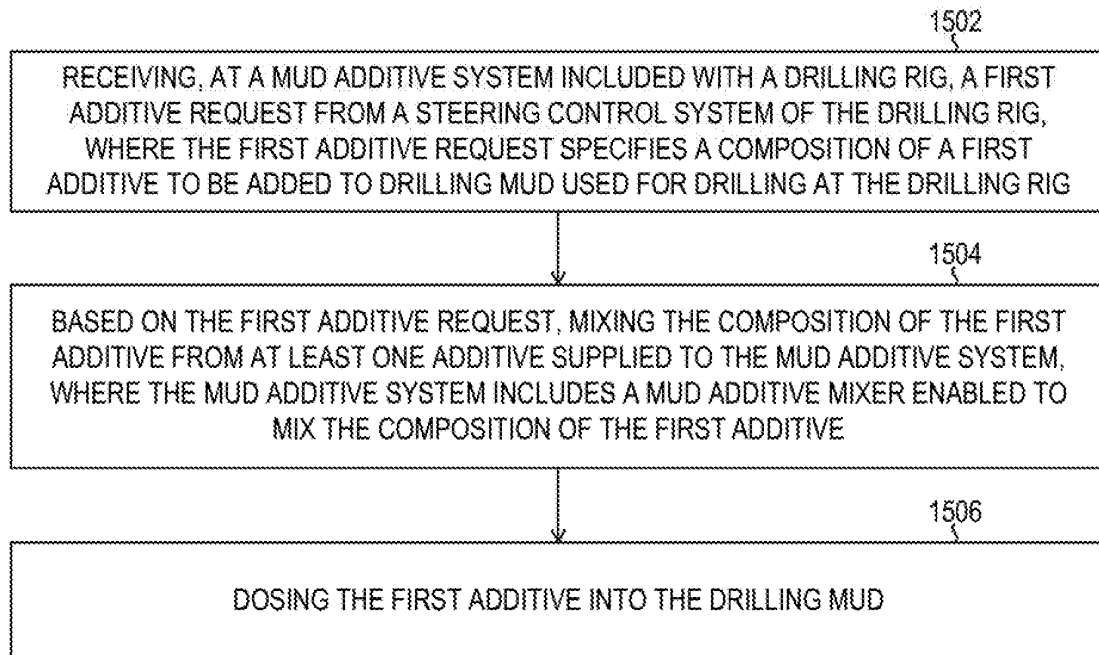 1502
RECEIVING, AT A MUD ADDITIVE SYSTEM INCLUDED WITH A DRILLING RIG, A FIRST
ADDITIVE REQUEST FROM A STEERING CONTROL SYSTEM OF THE DRILLING RIG,
WHERE THE FIRST ADDITIVE REQUEST SPECIFIES A COMPOSITION OF A FIRST
ADDITIVE TO BE ADDED TO DRILLING MUD USED FOR DRILLING AT THE DRILLING RIG
1504
BASED ON THE FIRST ADDITIVE REQUEST, MIXING THE COMPOSITION OF THE FIRST
ADDITIVE FROM AT LEAST ONE ADDITIVE SUPPLIED TO THE MUD ADDITIVE SYSTEM,
WHERE THE MUD ADDITIVE SYSTEM INCLUDES A MUD ADDITIVE MIXER ENABLED TO
MIX THE COMPOSITION OF THE FIRST ADDITIVE
1506
DOSING THE FIRST ADDITIVE INTO THE DRILLING MUD